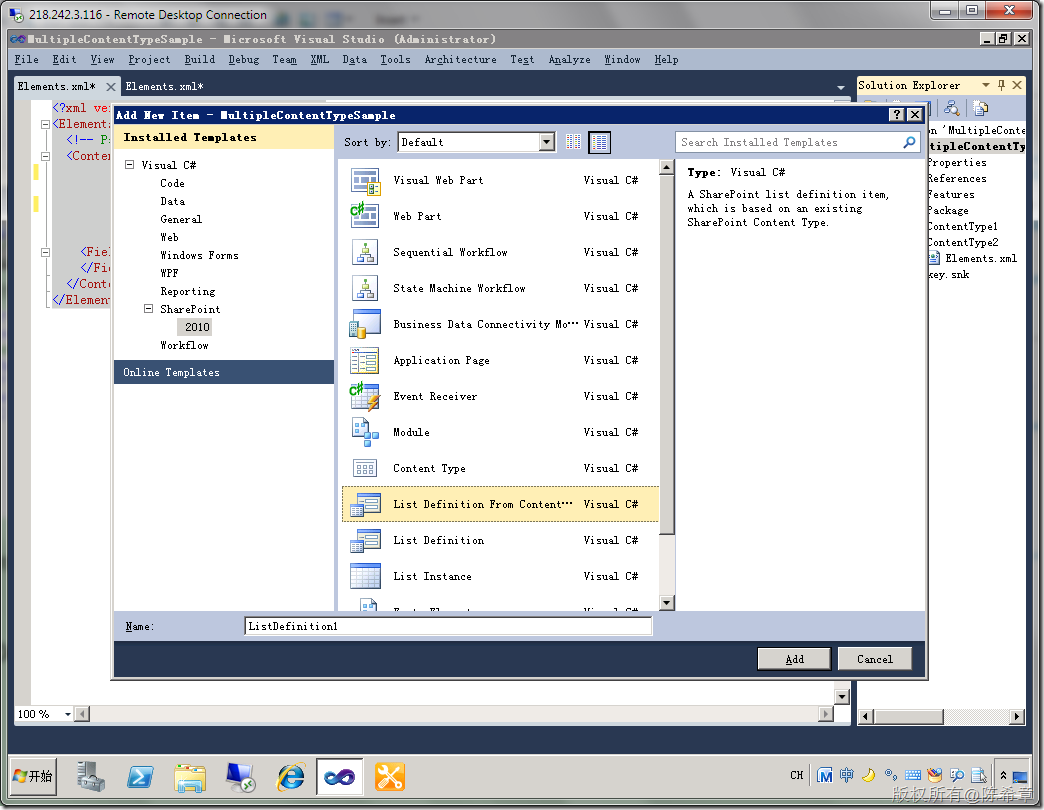 218.242.3.116 - Remote Desktop Connection
MultipleContentTypeSample - Microsoft Visual Studio (Administrator)
File Edit View Project Build Debug Team XML Data Tools Architecture Test Analyze Window Help
Elements.xml* Elements.xml*
Solution Explorer
<?xml ve
<Element
<!-- P
<Conten
<Fiel
</Fie
</Conte
</Elemen
Add New Item - MultipleContentTypeSample
Installed Templates
Visual C#
Code
Data
General
Web
Windows Forms
WPF
Reporting
SharePoint
2010
Workflow
Online Templates
Sort by: Default
Search Installed Templates
Visual Web Part Visual C#
Web Part Visual C#
Sequential Workflow Visual C#
State Machine Workflow Visual C#
Business Data Connectivity Mo... Visual C#
Application Page Visual C#
Event Receiver Visual C#
Module Visual C#
Content Type Visual C#
List Definition From Content... Visual C#
List Definition Visual C#
List Instance Visual C#
Type: Visual C#
A SharePoint list definition item,
which is based on an existing
SharePoint Content Type.
Name: ListDefinition1
Add Cancel
on 'MultipleConte
tipleContentTy
Properties
References
Features
Package
ContentType1
ContentType2
Elements.xml
key.snk
100 %
开始
CH
版权所有@陈希章